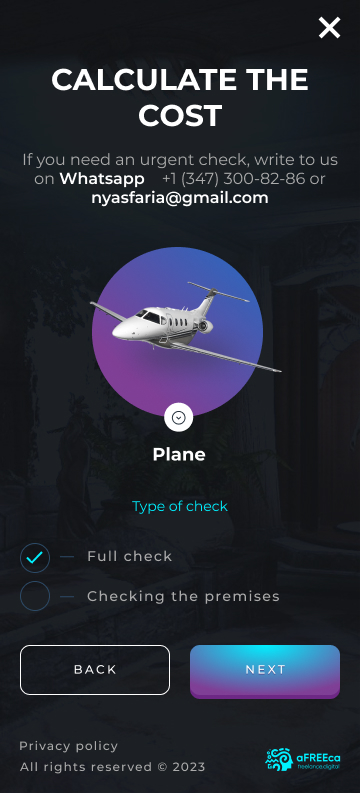 CALCULATE THE
COST
If you need an urgent check, write to us
on Whatsapp +1 (347) 300-82-86 or
nyasfaria@gmail.com
Plane
Type of check
Full check
Checking the premises
BACK
NEXT
Privacy policy
All rights reserved © 2023
aFREEca
freelance.digital